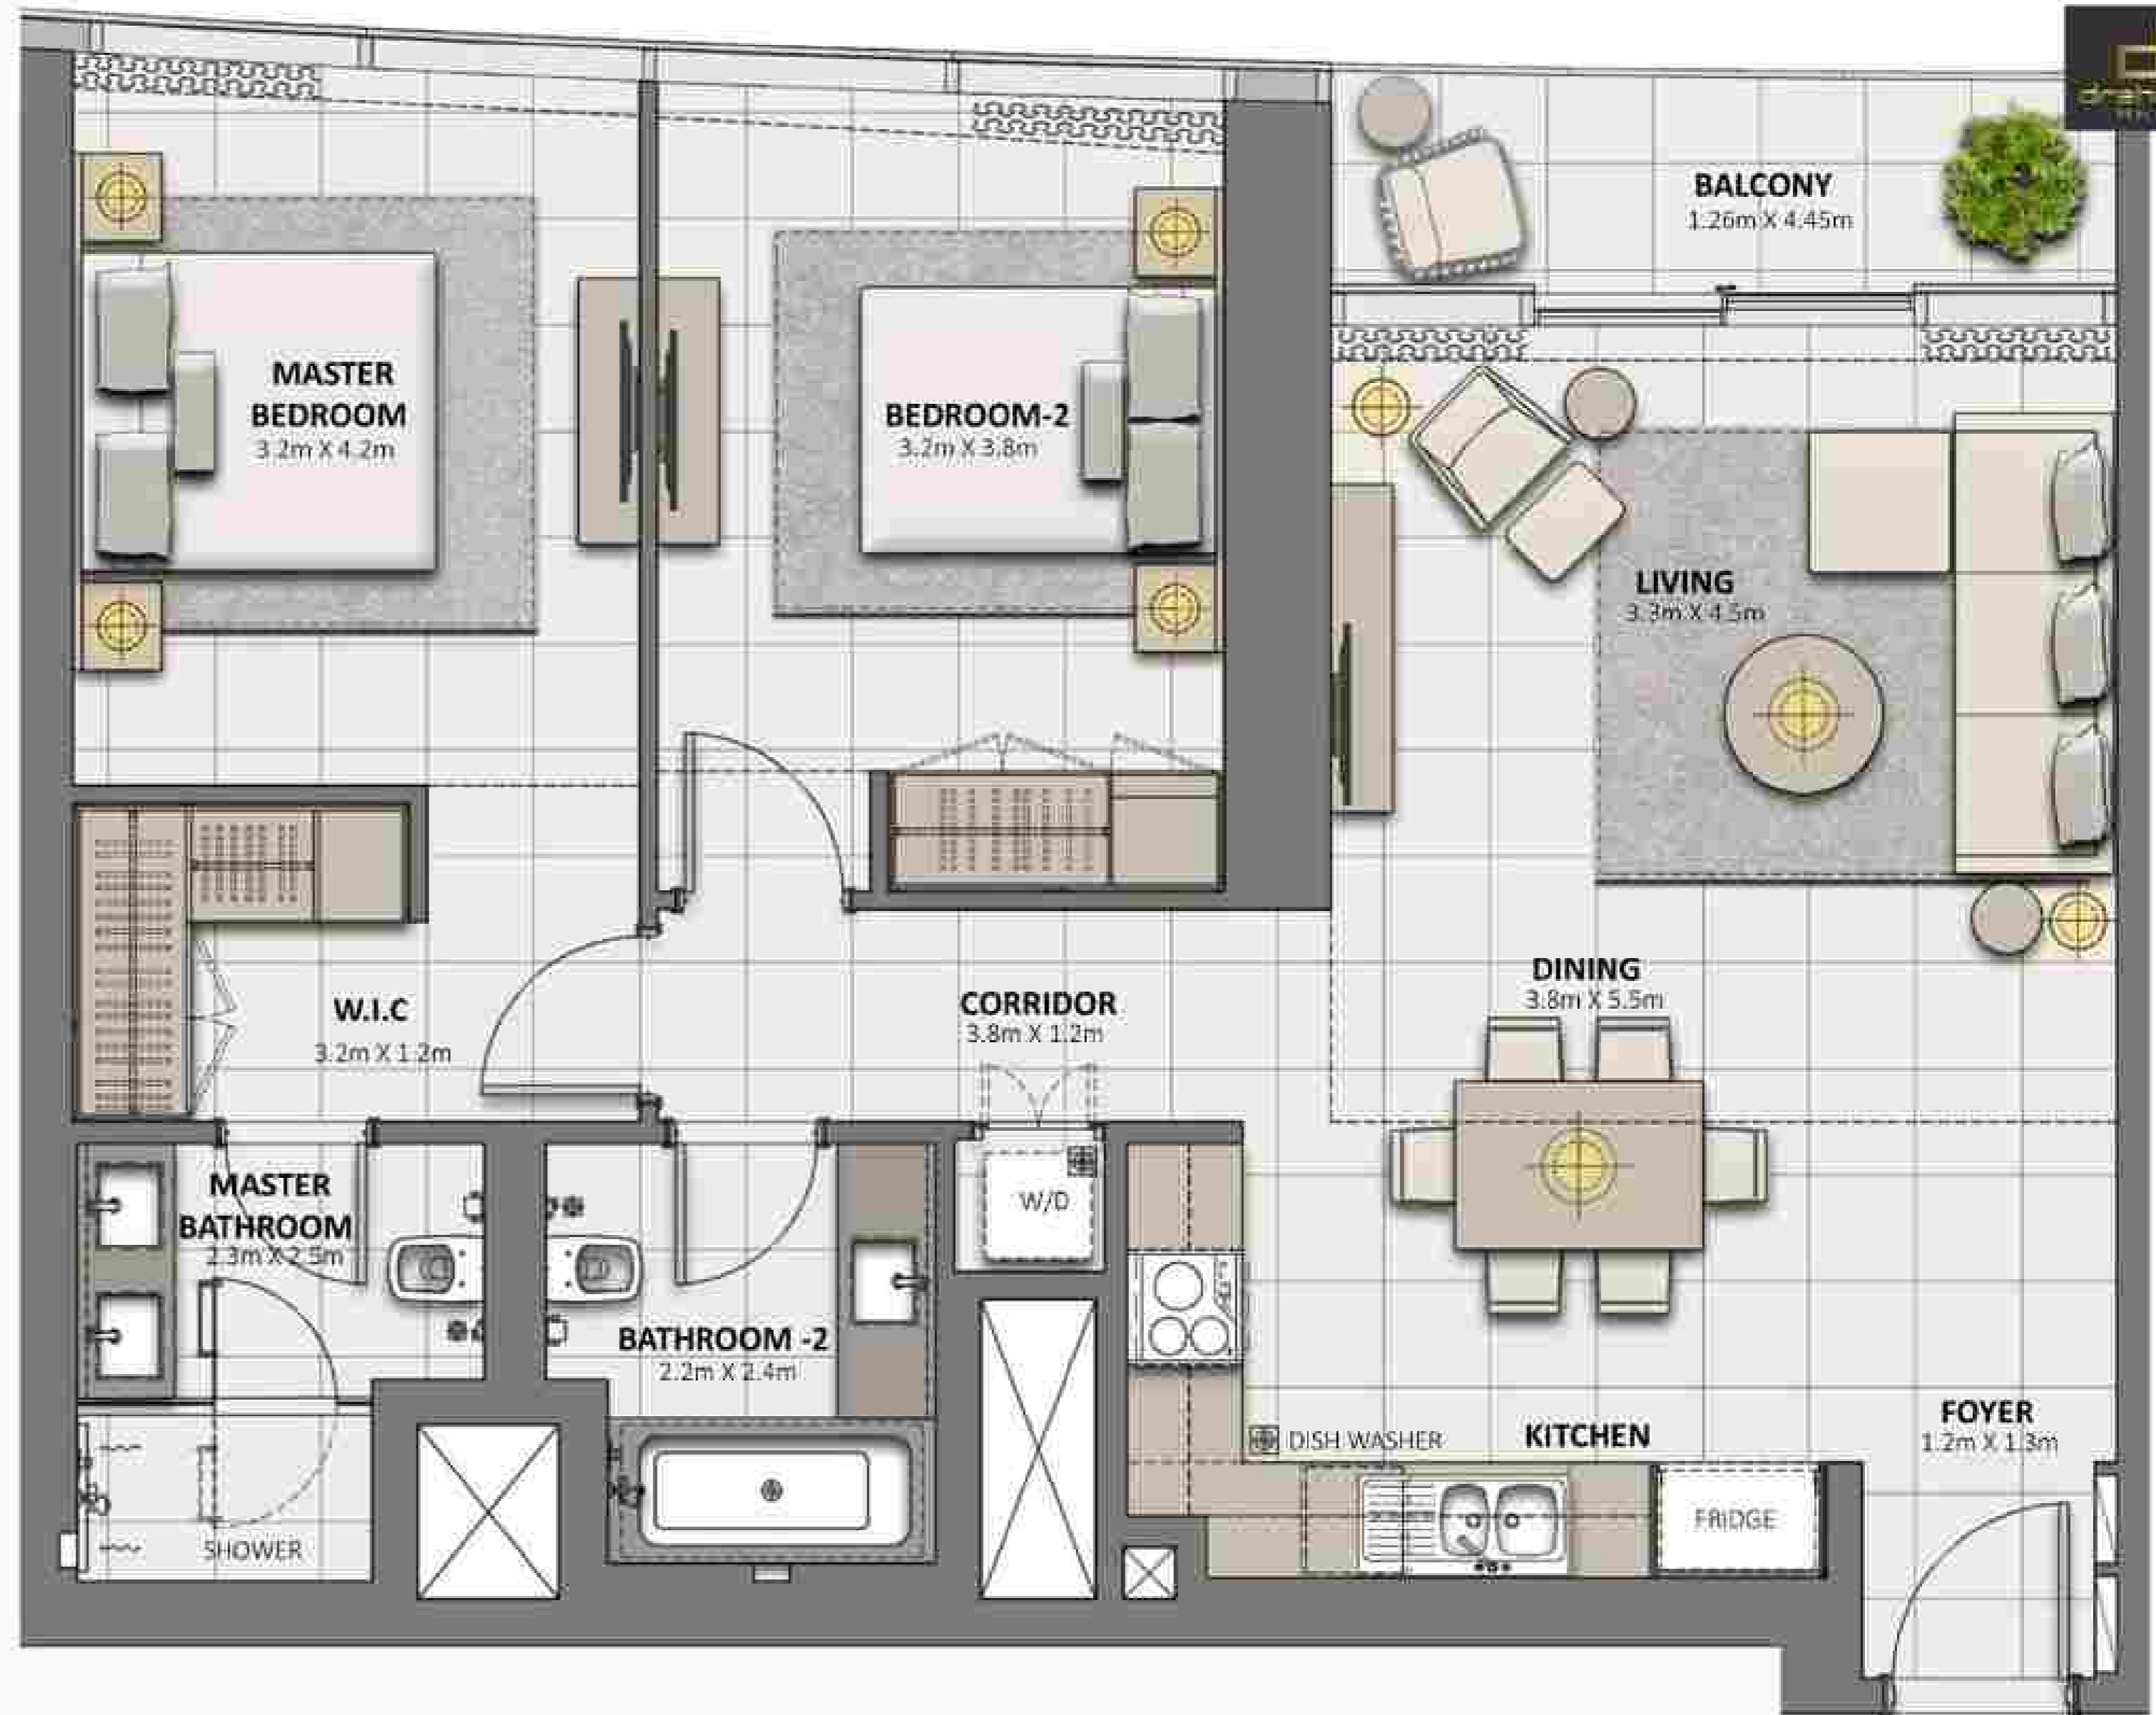 BALCONY
1.26m X 4.45m
MASTER
BEDROOM
3.2m X 4.2m
BEDROOM-2
3.2m X 3.8m
LIVING
3.3m X 4.5m
DINING
3.8m X 5.5m
W.I.C
3.2m X 1.2m
CORRIDOR
3.8m X 1.2m
MASTER
BATHROOM
2.3m X 2.5m
W/D
BATHROOM -2
2.2m X 2.4m
FOYER
1.2m X 1.3m
DISH WASHER
KITCHEN
FRIDGE
SHOWER